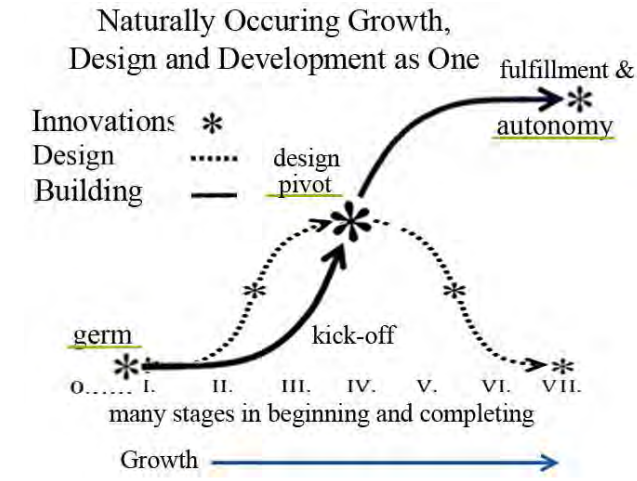 Naturally Occuring Growth,
Design and Development as One
fulfillment &
autonomy
Innovations *
Design
Building
design
pivot
germ
kick-off
0...... I. II. III. IV. V. VI. VII.
many stages in beginning and completing
Growth